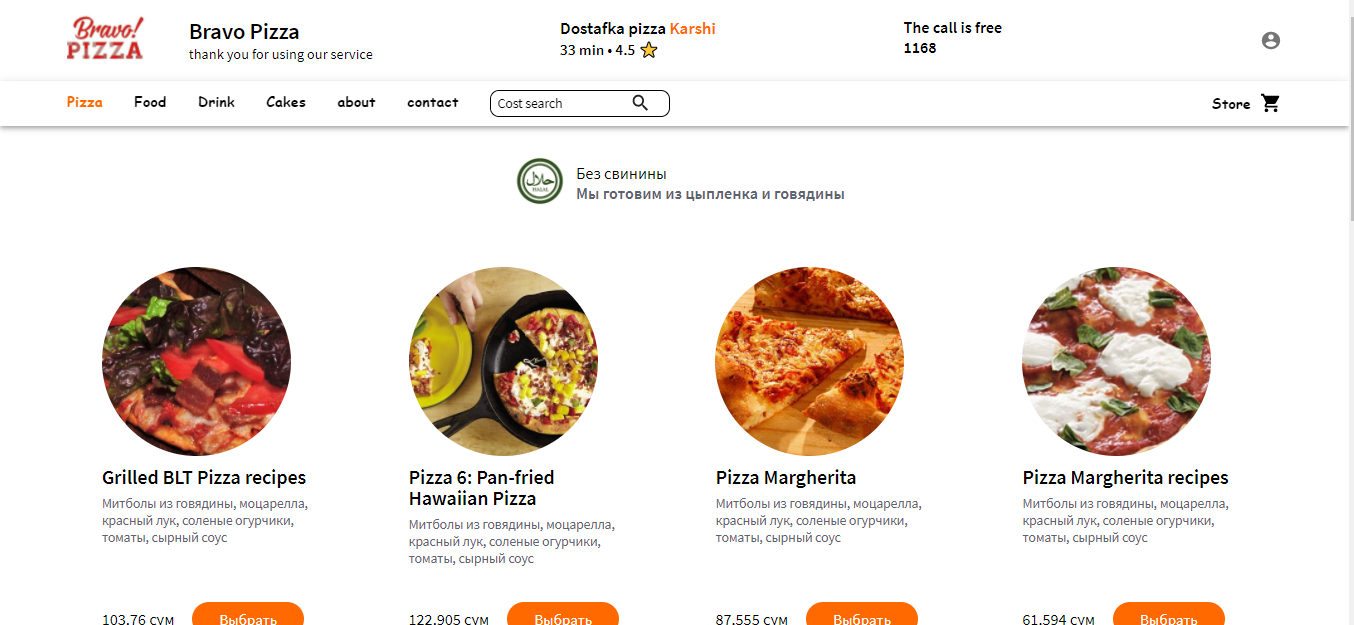 Bravo!
PIZZA
Bravo Pizza
thank you for using our service
Dostafka pizza Karshi
33 min • 4.5
The call is free
1168
Pizza Food Drink Cakes about contact Cost search Store
حلال
HALAL
Без свинины
Мы готовим из цыпленка и говядины
Grilled BLT Pizza recipes
Митболы из говядины, моцарелла,
красный лук, соленые огурчики,
томаты, сырный соус
103.76 сум Выбрать
Pizza 6: Pan-fried
Hawaiian Pizza
Митболы из говядины, моцарелла,
красный лук, соленые огурчики,
томаты, сырный соус
122.905 сум Выбрать
Pizza Margherita
Митболы из говядины, моцарелла,
красный лук, соленые огурчики,
томаты, сырный соус
87.555 сум Выбрать
Pizza Margherita recipes
Митболы из говядины, моцарелла,
красный лук, соленые огурчики,
томаты, сырный соус
61.594 сум Выбрать